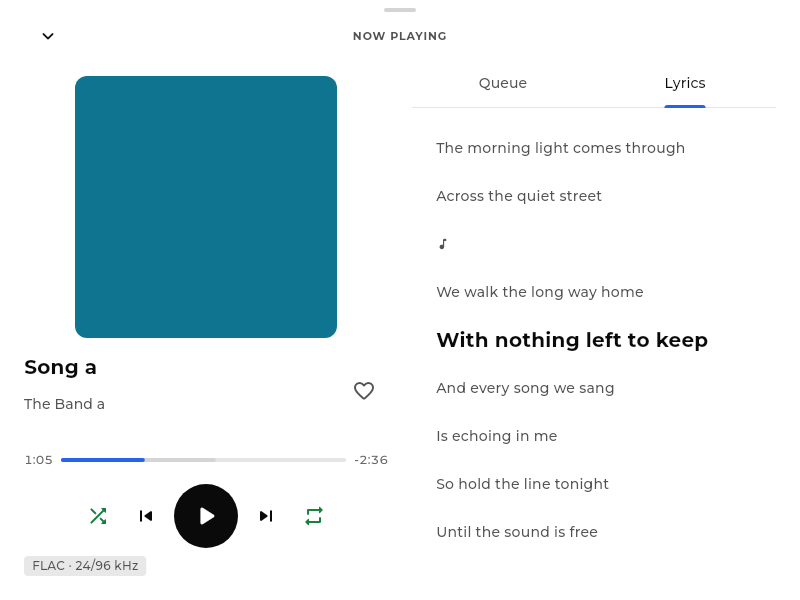 NOW PLAYING
Song a
The Band a
1:05
-2:36
FLAC · 24/96 kHz
Queue
Lyrics
The morning light comes through
Across the quiet street
♪
We walk the long way home
With nothing left to keep
And every song we sang
Is echoing in me
So hold the line tonight
Until the sound is free